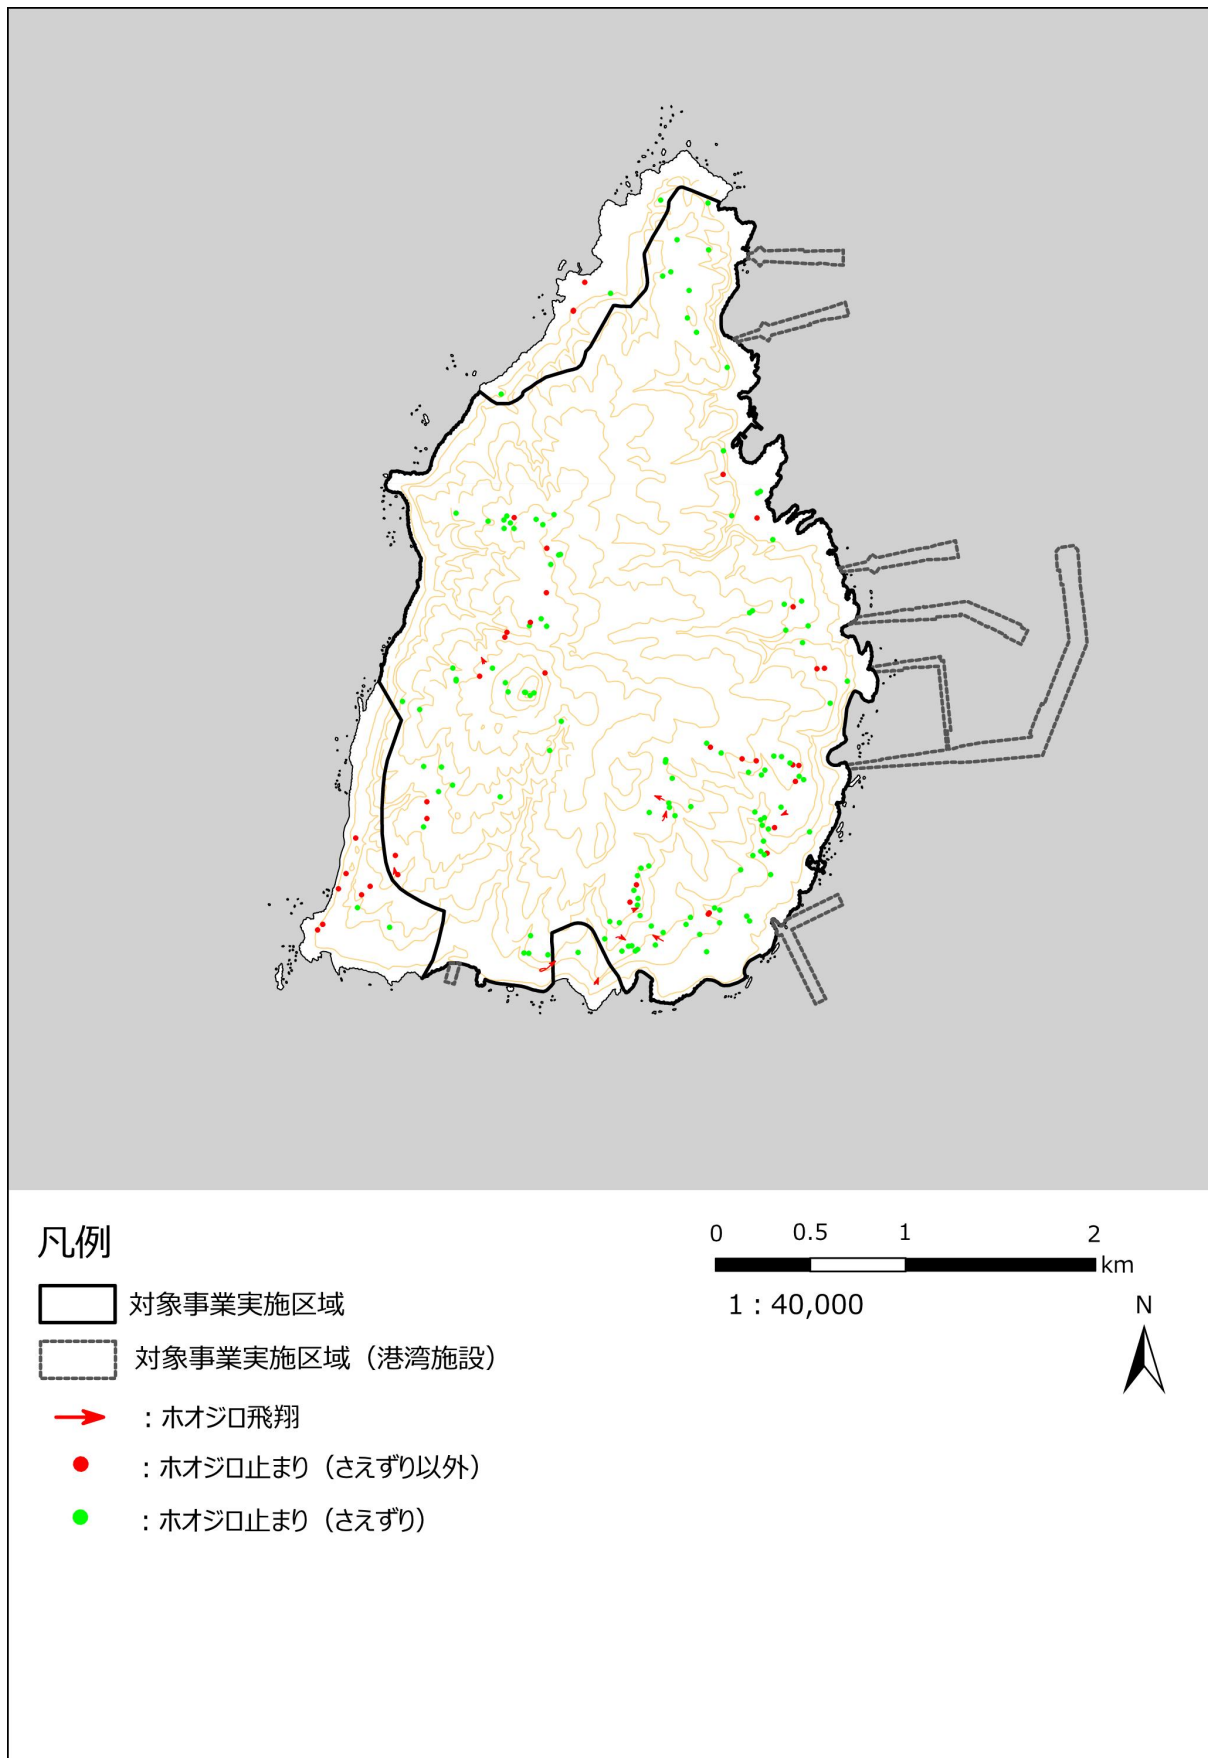 凡例
対象事業実施区域
対象事業実施区域（港湾施設）
：ホオジロ飛翔
：ホオジロ止まり（さえずり以外）
：ホオジロ止まり（さえずり）
0 0.5 1 2
km
1：40,000
N